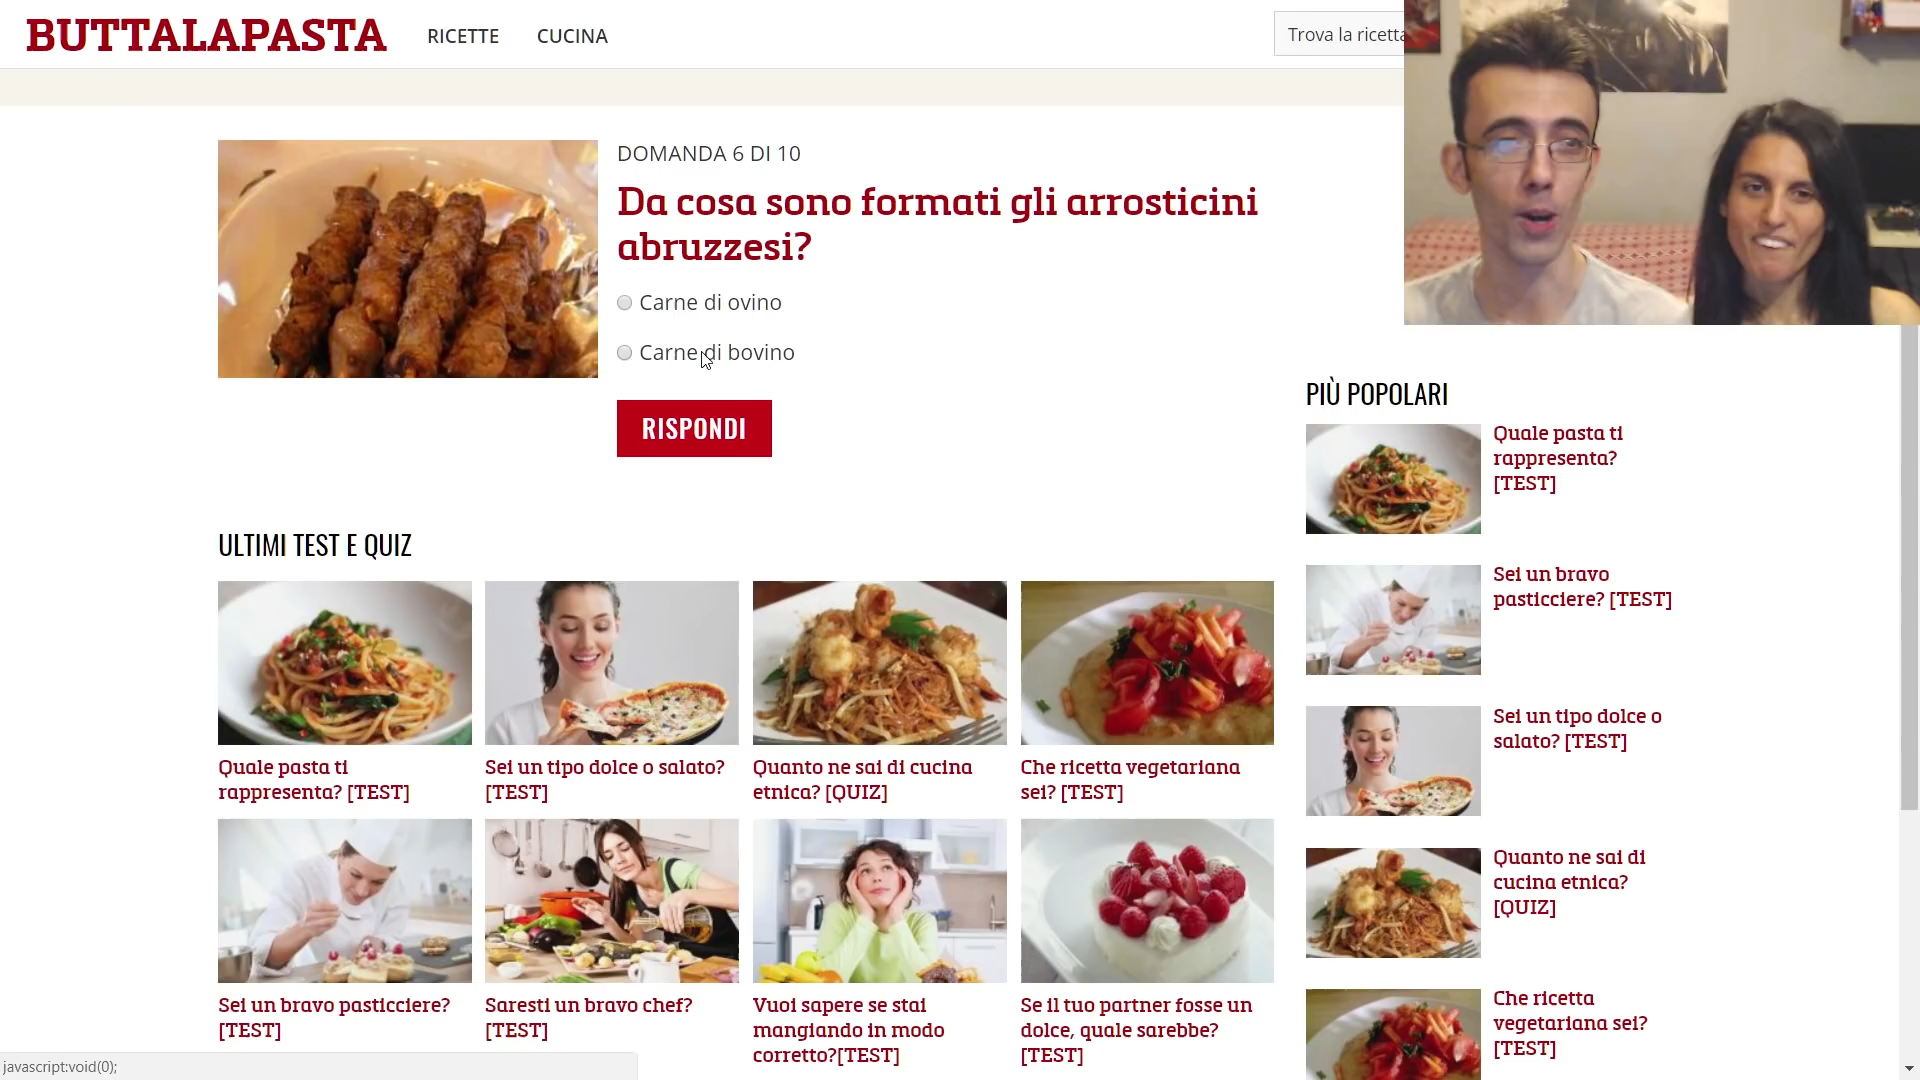 BUTTALAPASTA
RICETTE
CUCINA
Trova la ricetta
DOMANDA 6 DI 10
Da cosa sono formati gli arrosticini
abruzzesi?
Carne di ovino
Carne di bovino
RISPONDI
ULTIMI TEST E QUIZ
Quale pasta ti
rappresenta? [TEST]
Sei un tipo dolce o salato?
[TEST]
Quanto ne sai di cucina
etnica? [QUIZ]
Che ricetta vegetariana
sei? [TEST]
Sei un bravo pasticciere?
[TEST]
Saresti un bravo chef?
[TEST]
Vuoi sapere se stai
mangiando in modo
corretto?[TEST]
Se il tuo partner fosse un
dolce, quale sarebbe?
[TEST]
PIÙ POPOLARI
Quale pasta ti
rappresenta?
[TEST]
Sei un bravo
pasticciere? [TEST]
Sei un tipo dolce o
salato? [TEST]
Quanto ne sai di
cucina etnica?
[QUIZ]
Che ricetta
vegetariana sei?
[TEST]
javascript:void(0);